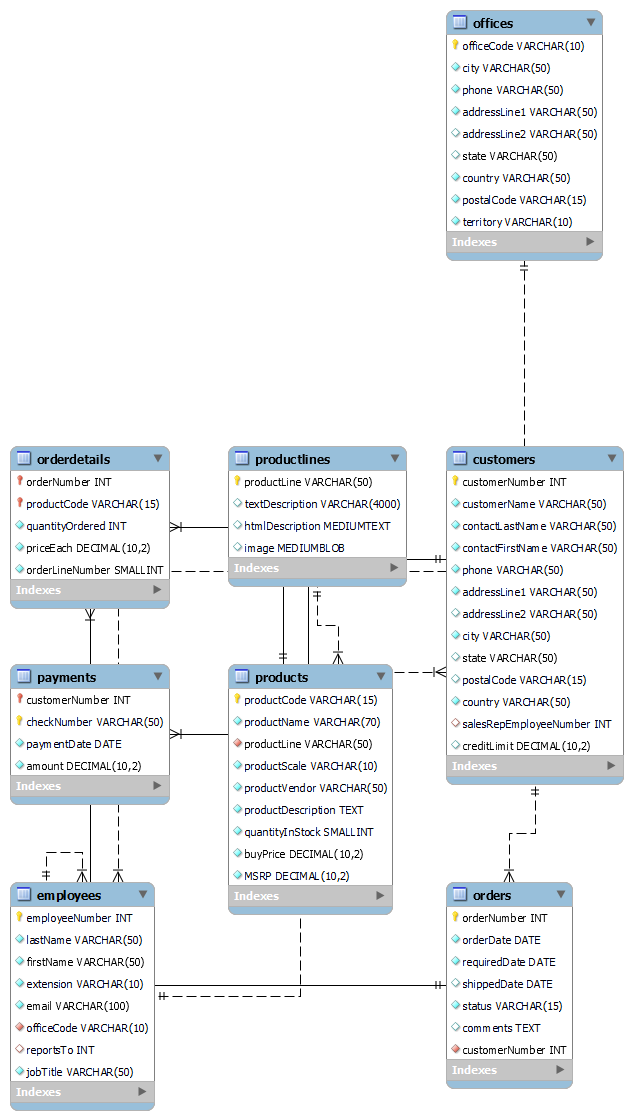 offices
officeCode VARCHAR(10)
city VARCHAR(50)
phone VARCHAR(50)
addressLine1 VARCHAR(50)
addressLine2 VARCHAR(50)
state VARCHAR(50)
country VARCHAR(50)
postalCode VARCHAR(15)
territory VARCHAR(10)
Indexes
orderdetails
orderNumber INT
productCode VARCHAR(15)
quantityOrdered INT
priceEach DECIMAL(10,2)
orderLineNumber SMALLINT
Indexes
productlines
productLine VARCHAR(50)
textDescription VARCHAR(4000)
htmlDescription MEDIUMTEXT
image MEDIUMBLOB
Indexes
customers
customerNumber INT
customerName VARCHAR(50)
contactLastName VARCHAR(50)
contactFirstName VARCHAR(50)
phone VARCHAR(50)
addressLine1 VARCHAR(50)
addressLine2 VARCHAR(50)
city VARCHAR(50)
state VARCHAR(50)
postalCode VARCHAR(15)
country VARCHAR(50)
salesRepEmployeeNumber INT
creditLimit DECIMAL(10,2)
Indexes
payments
customerNumber INT
checkNumber VARCHAR(50)
paymentDate DATE
amount DECIMAL(10,2)
Indexes
products
productCode VARCHAR(15)
productName VARCHAR(70)
productLine VARCHAR(50)
productScale VARCHAR(10)
productVendor VARCHAR(50)
productDescription TEXT
quantityInStock SMALLINT
buyPrice DECIMAL(10,2)
MSRP DECIMAL(10,2)
Indexes
employees
employeeNumber INT
lastName VARCHAR(50)
firstName VARCHAR(50)
extension VARCHAR(10)
email VARCHAR(100)
officeCode VARCHAR(10)
reportsTo INT
jobTitle VARCHAR(50)
Indexes
orders
orderNumber INT
orderDate DATE
requiredDate DATE
shippedDate DATE
status VARCHAR(15)
comments TEXT
customerNumber INT
Indexes